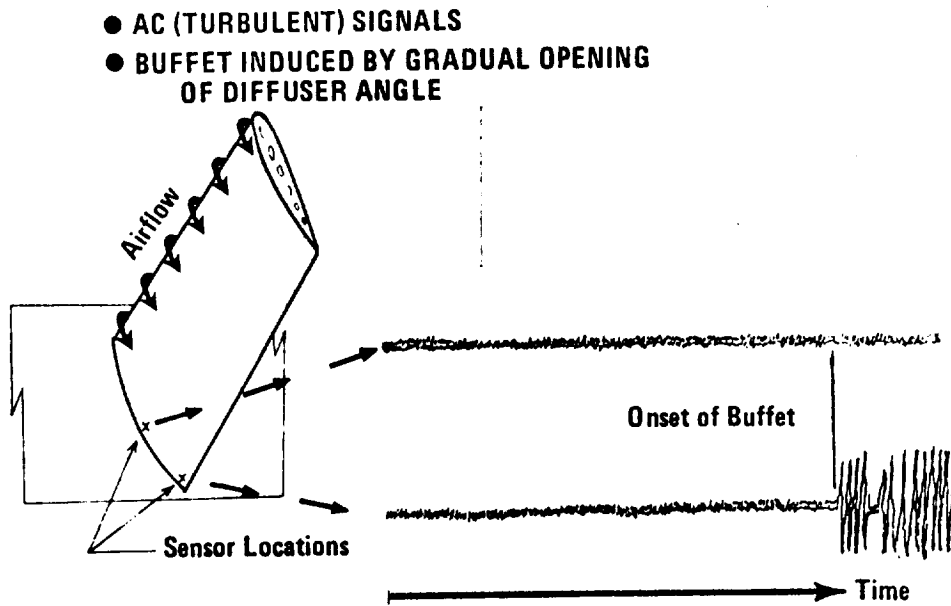 ● AC (TURBULENT) SIGNALS
● BUFFET INDUCED BY GRADUAL OPENING
OF DIFFUSER ANGLE
Airflow
Onset of Buffet
Sensor Locations
Time